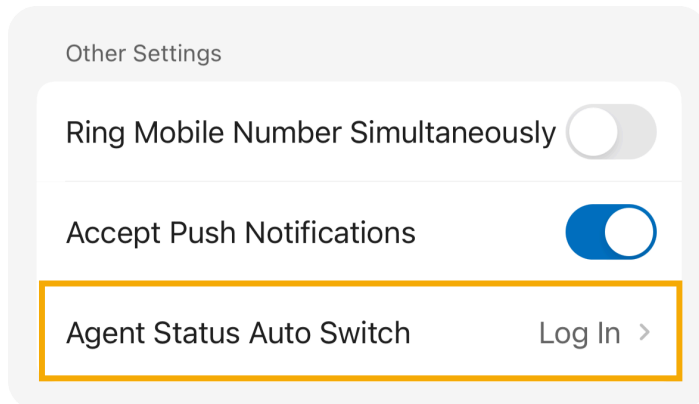 Other Settings
Ring Mobile Number Simultaneously
Accept Push Notifications
Agent Status Auto Switch Log In